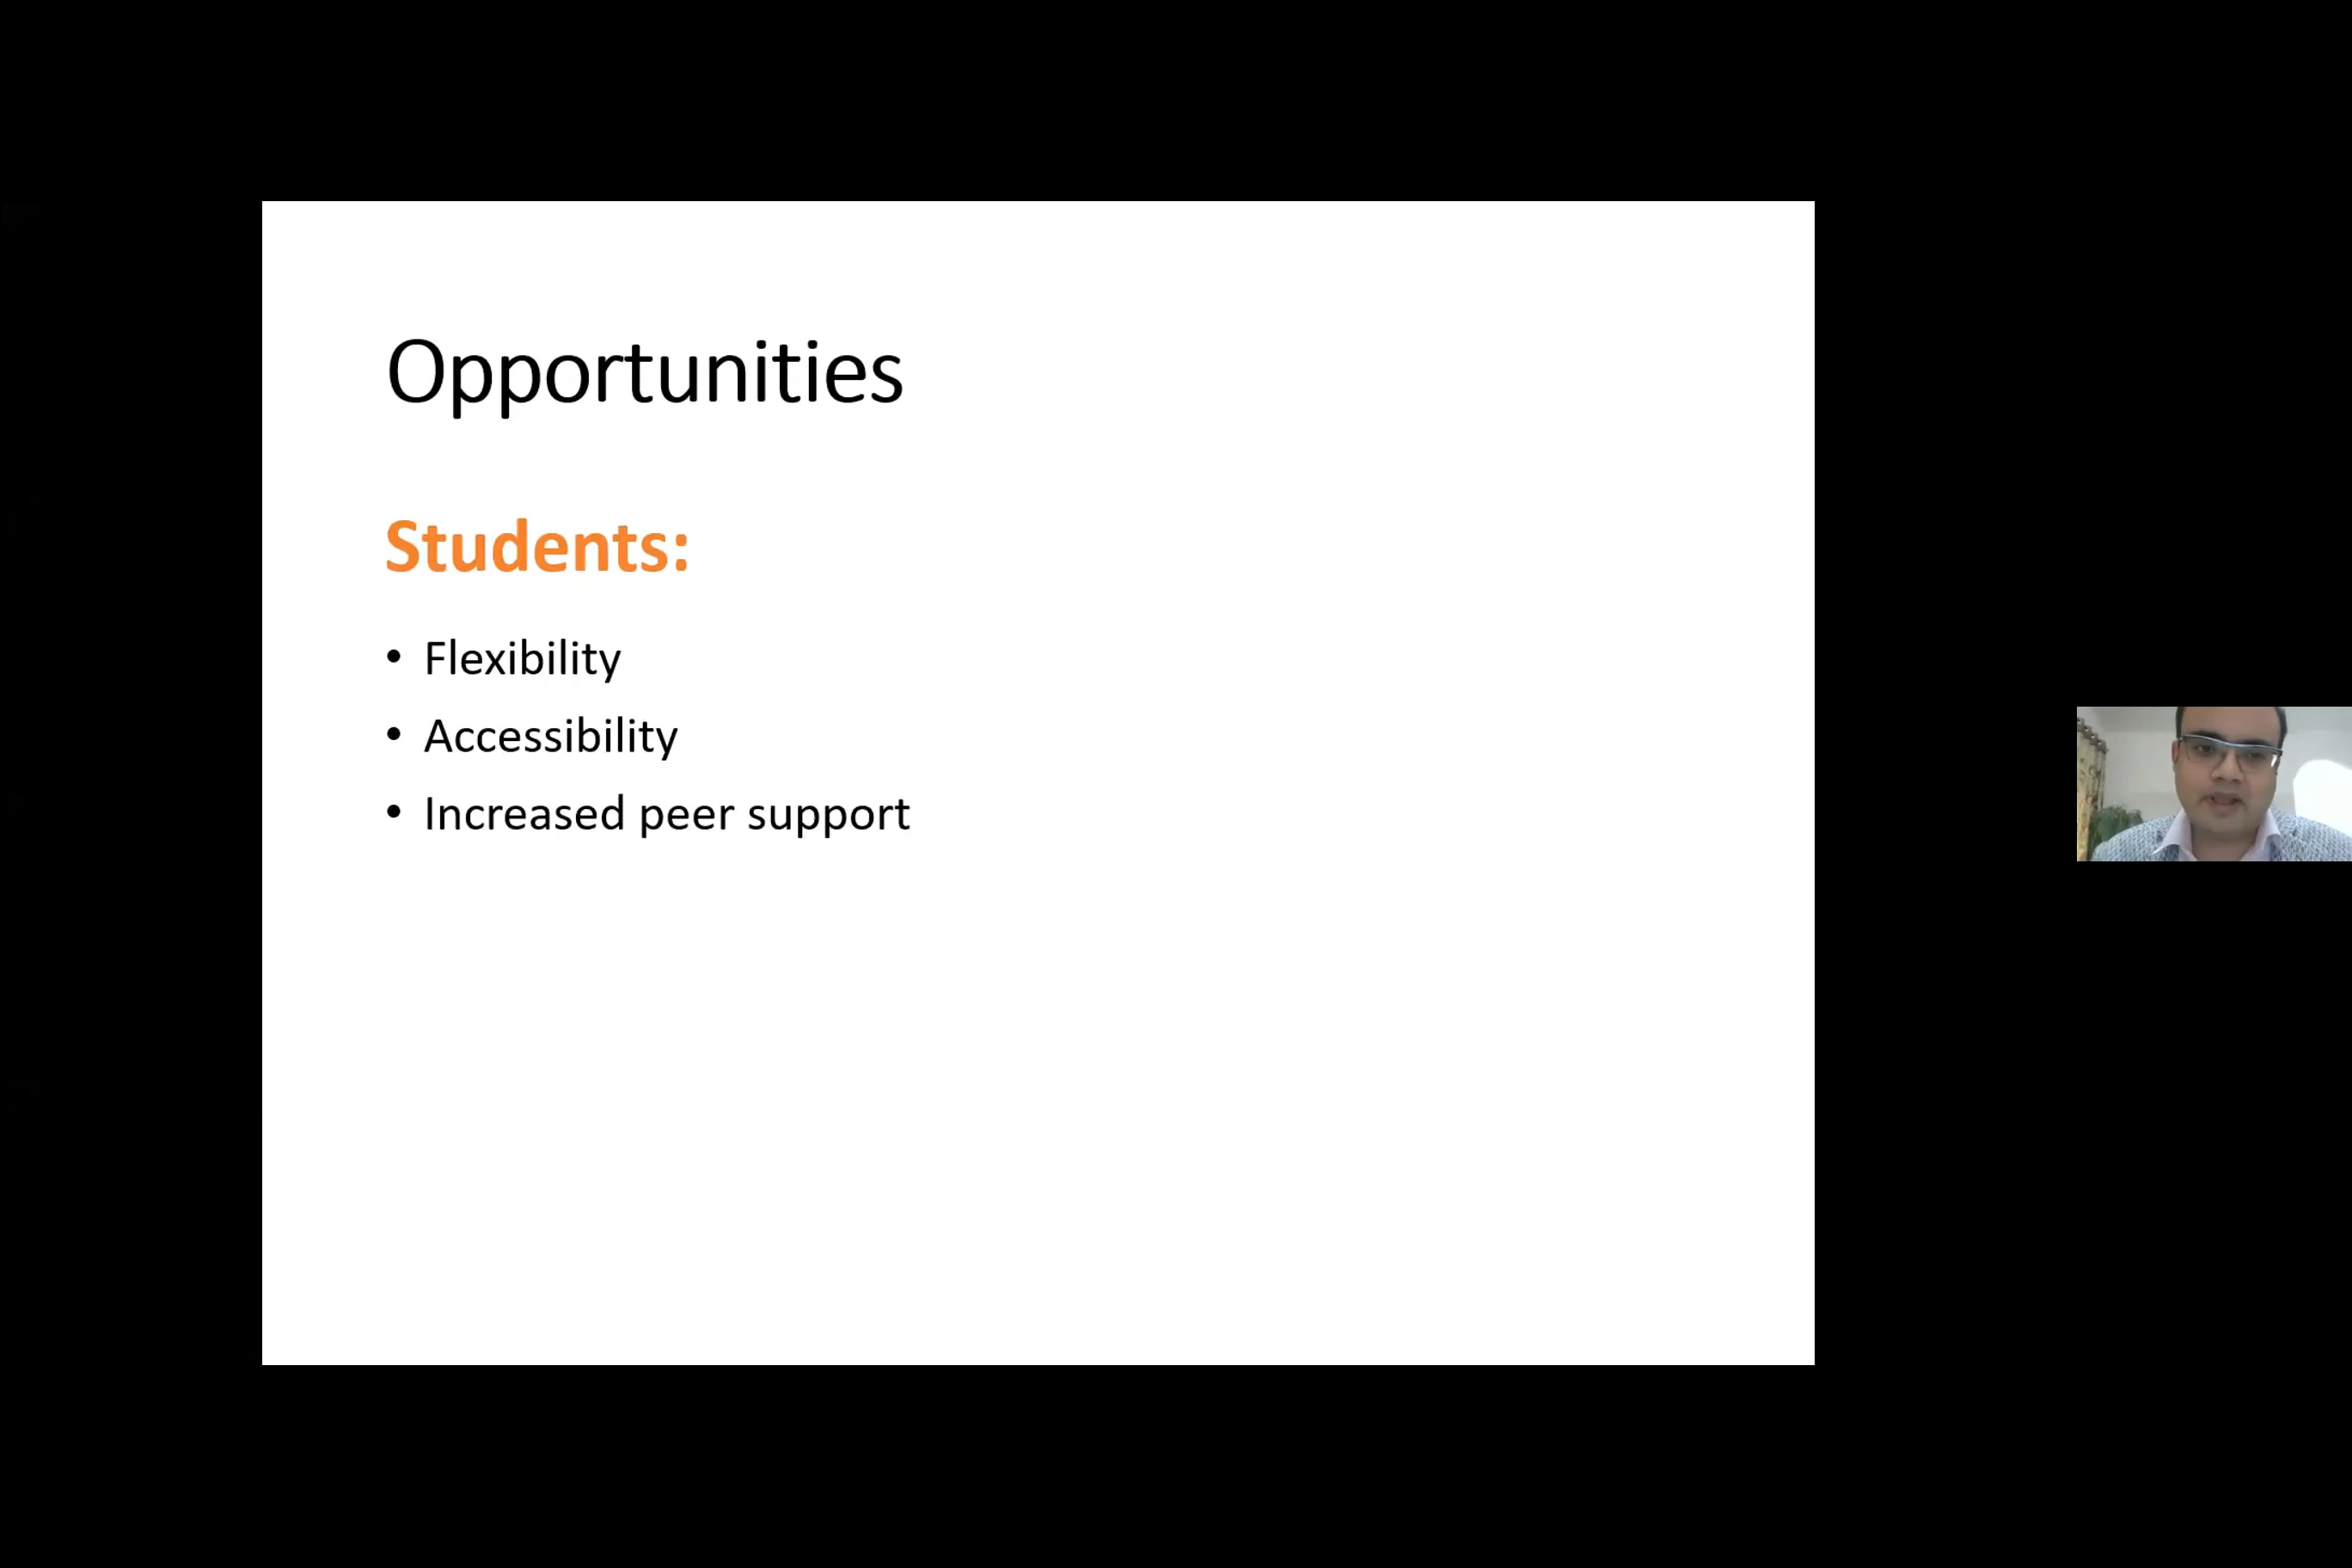 Opportunities
Students:
• Flexibility
• Accessibility
• Increased peer support